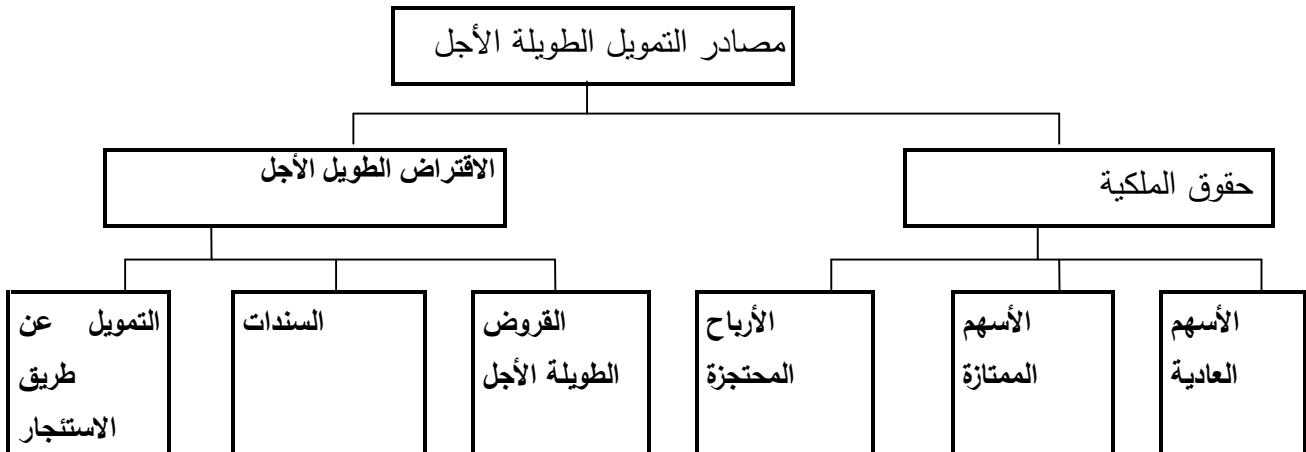 مصادر التمويل الطويلة الأجل
حقوق الملكية
الاقتراض الطويل الأجل
الأسهم
العادية
الأسهم
الممتازة
الأرباح
المحتجزة
القروض
الطويلة الأجل
السندات
التمويل عن
طريق
الاستئجار